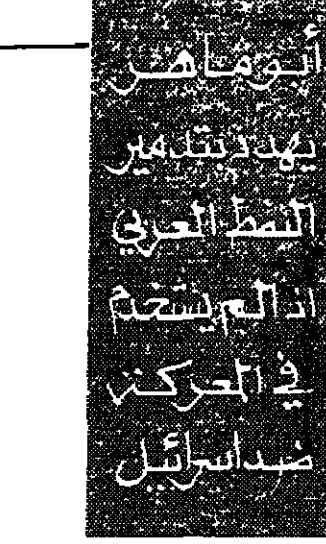 أبو ماهر
يهدد بتدمير
النفط العربي
اذا لم يستخدم
في المعركة
ضد اسرائيل